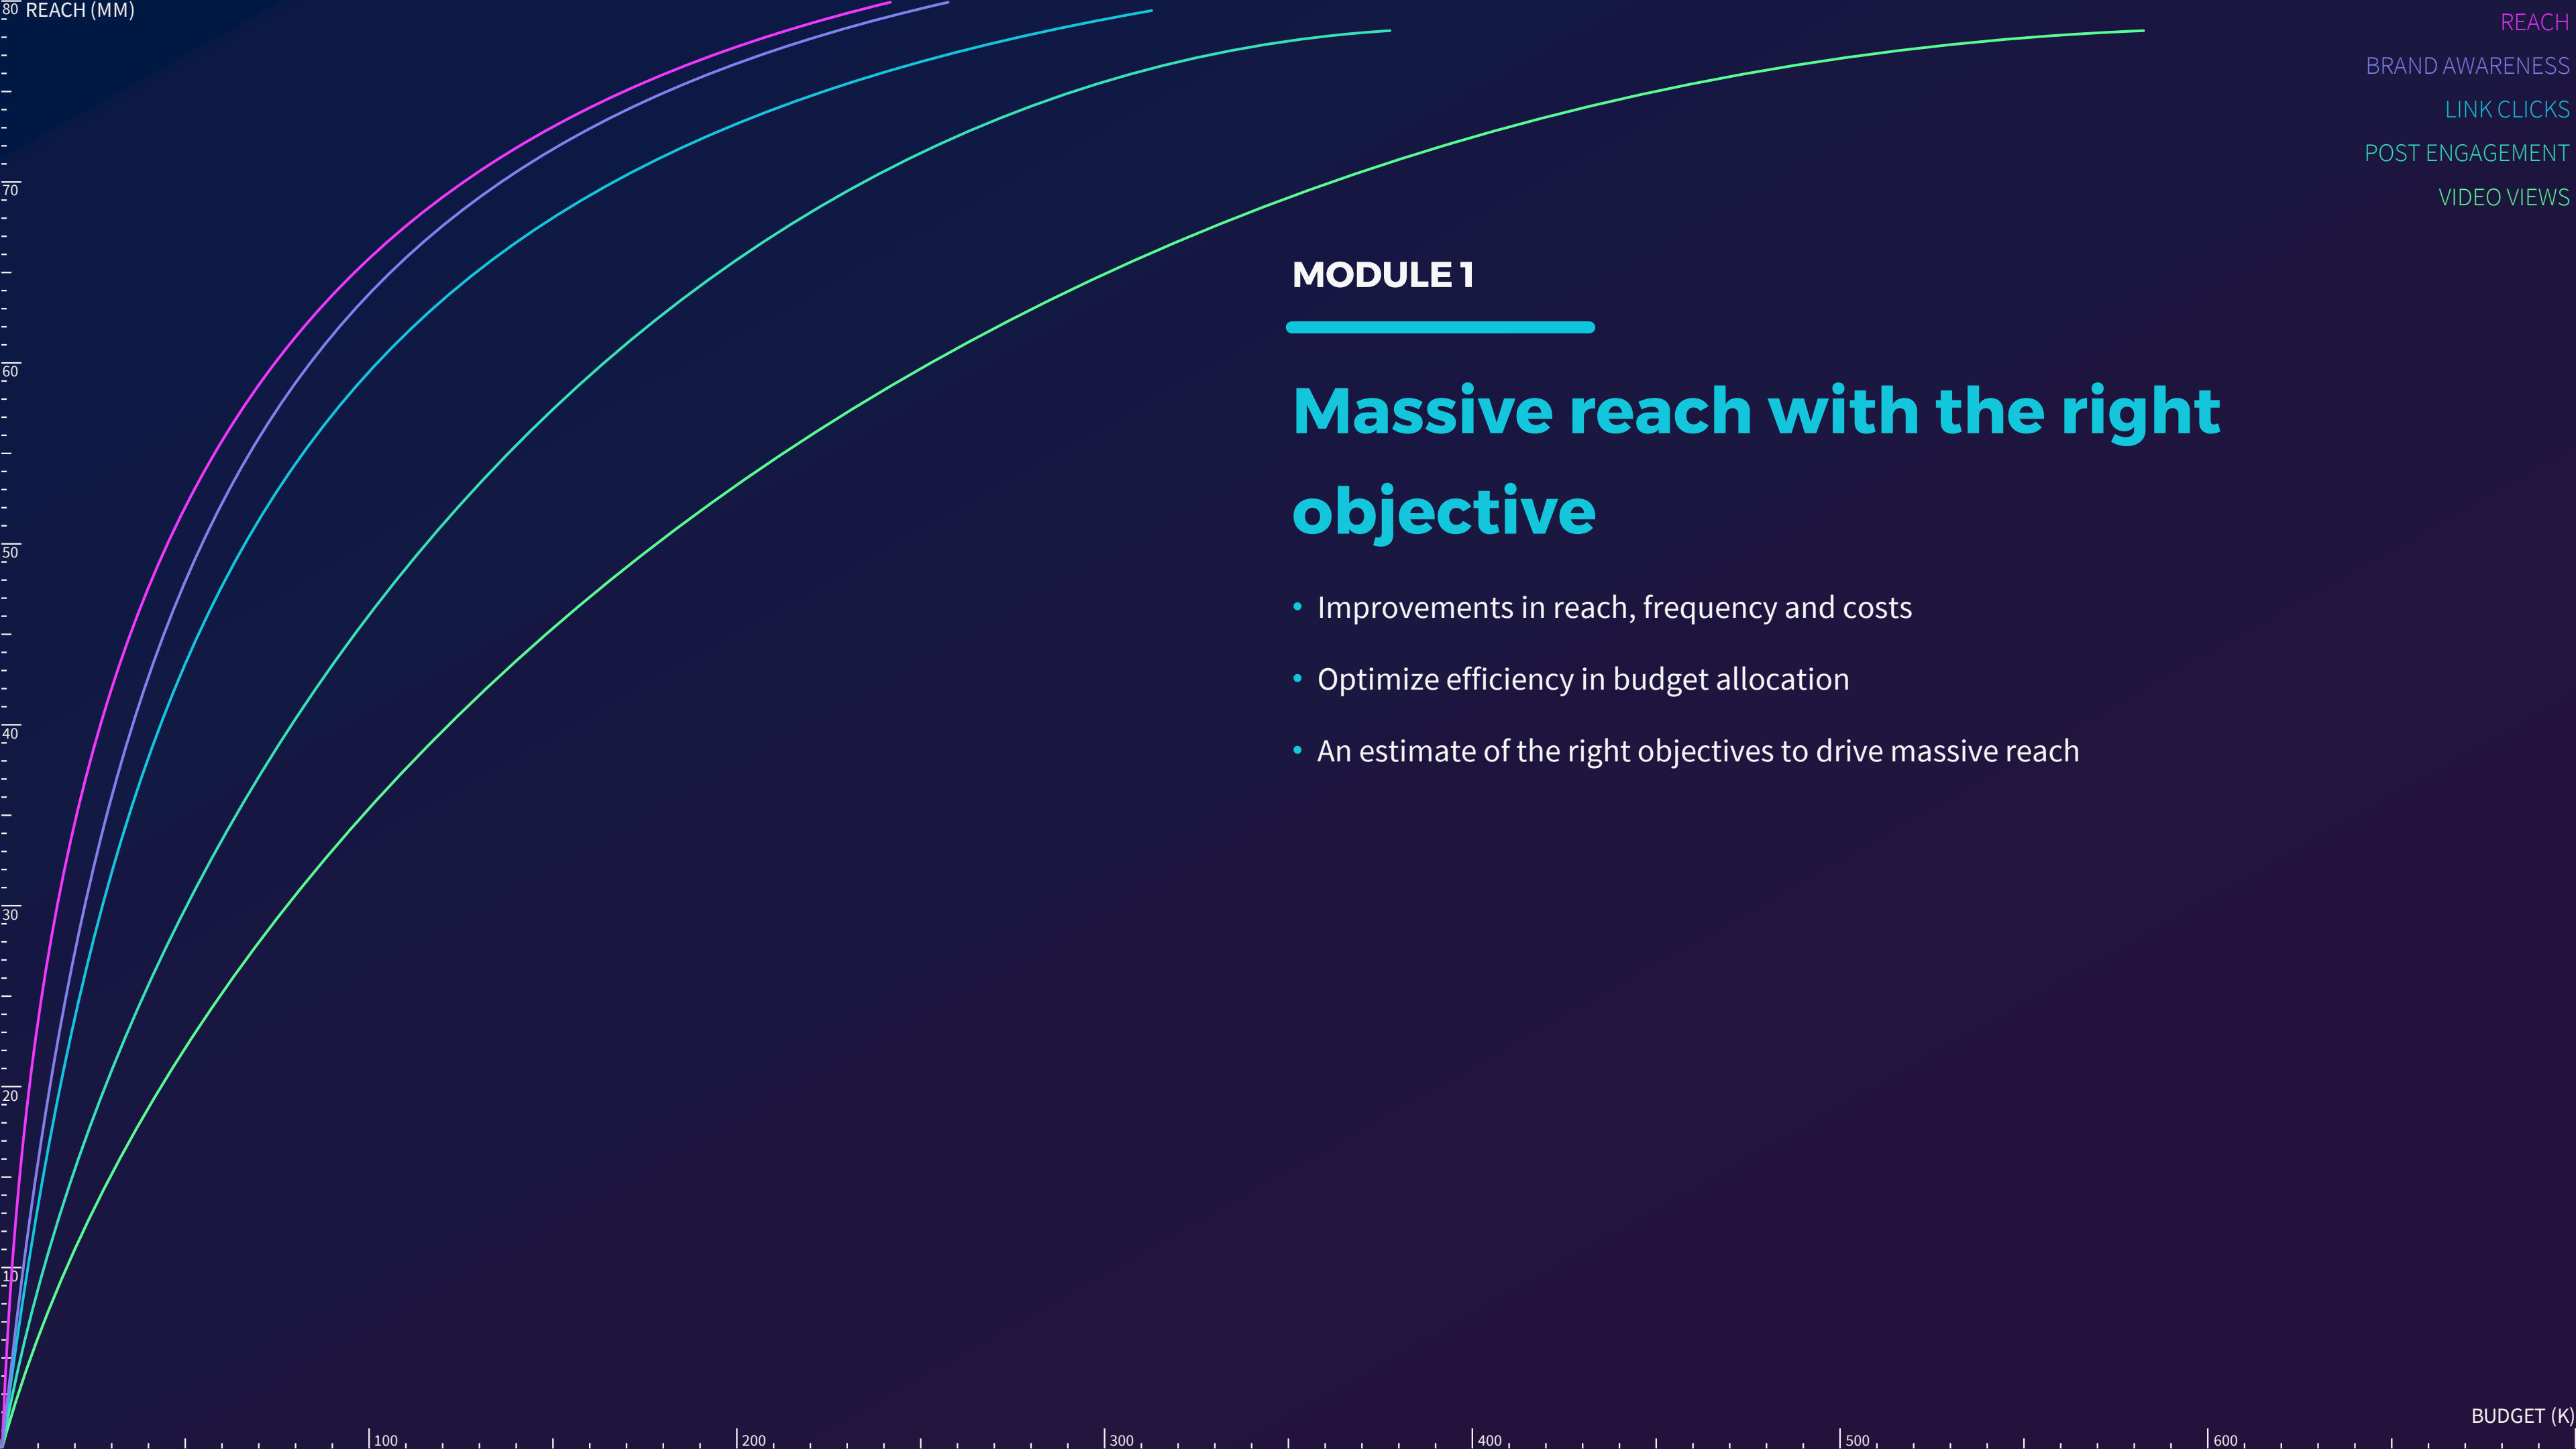 80 REACH (MM)
REACH
BRAND AWARENESS
LINK CLICKS
POST ENGAGEMENT
VIDEO VIEWS
70
60
50
40
30
20
10
MODULE 1
Massive reach with the right
objective
• Improvements in reach, frequency and costs
• Optimize efficiency in budget allocation
• An estimate of the right objectives to drive massive reach
BUDGET (K)
100 200 300 400 500 600